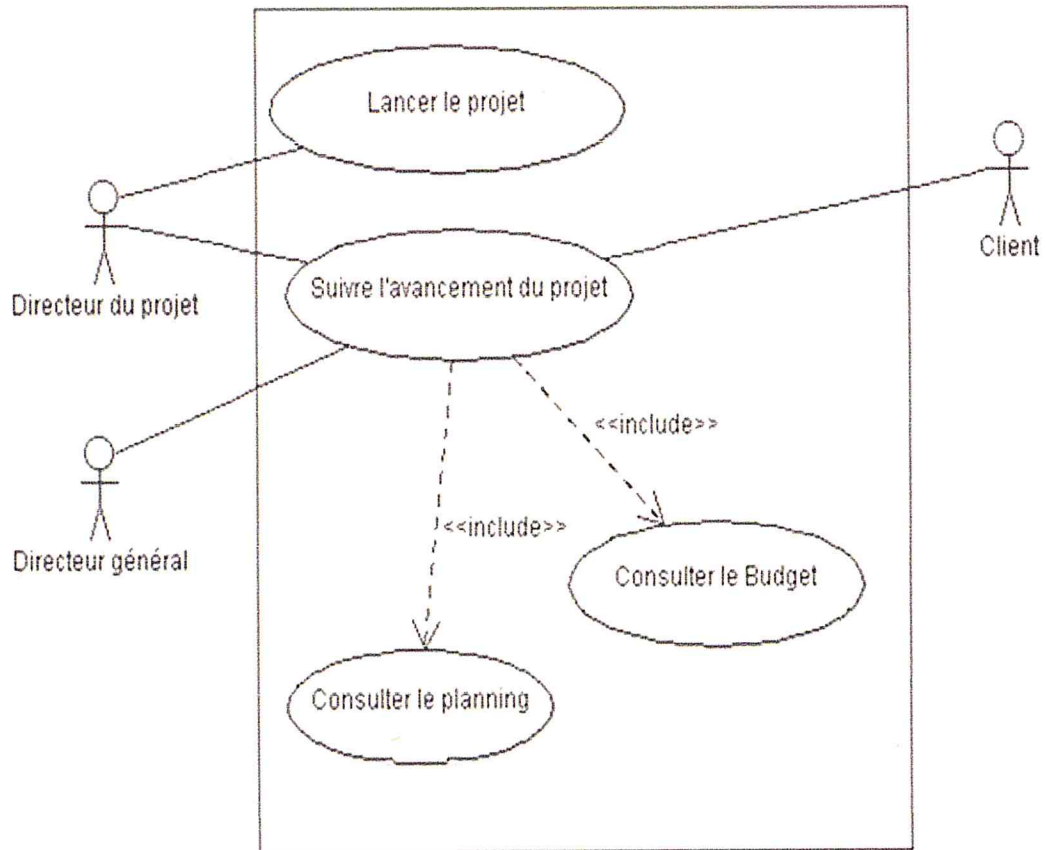 Lancer le projet
Client
Directeur du projet
Suivre l'avancement du projet
<<include>>
<<include>>
Directeur général
Consulter le Budget
Consulter le planning